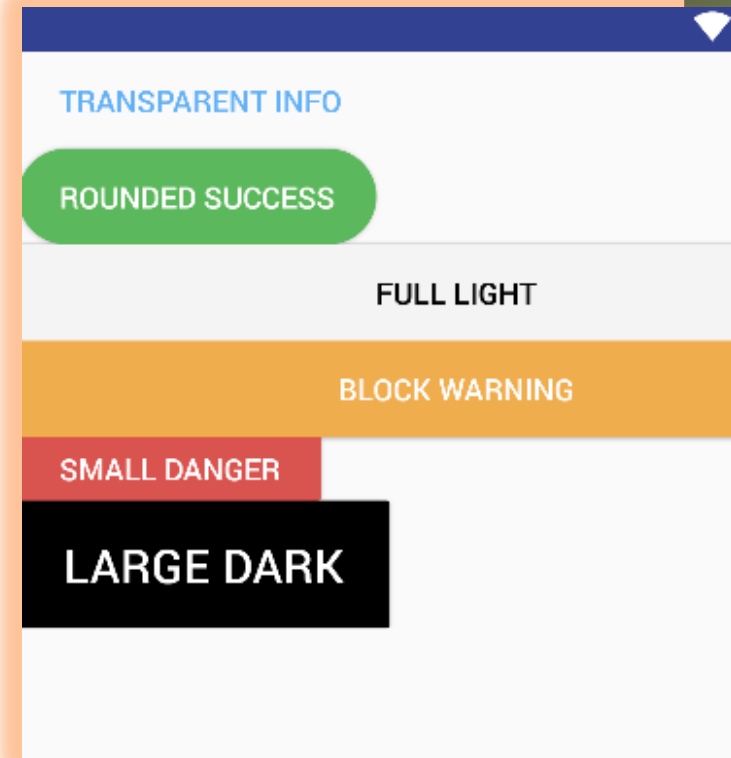 TRANSPARENT INFO
ROUNDED SUCCESS
FULL LIGHT
BLOCK WARNING
SMALL DANGER
LARGE DARK